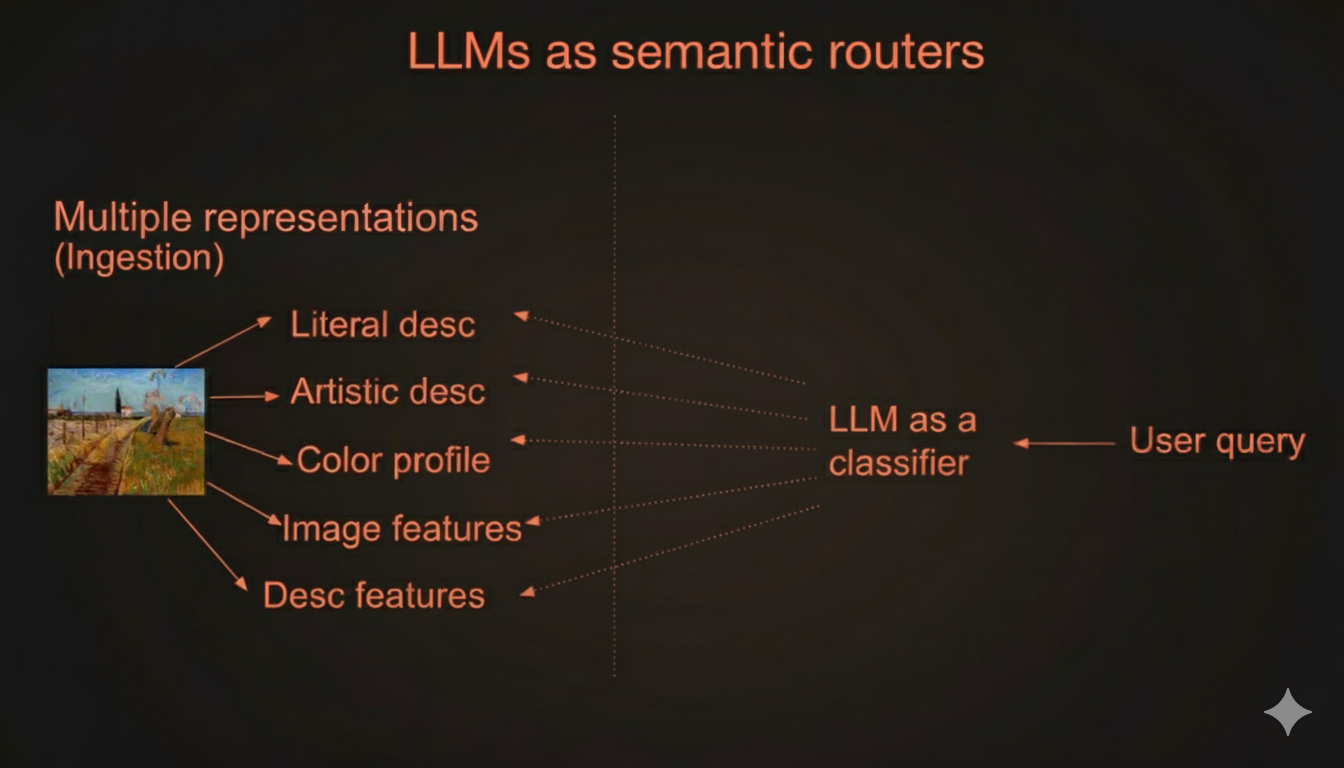 LLMs as semantic routers
Multiple representations
(Ingestion)
Literal desc
Artistic desc
Color profile
Image features
Desc features
LLM as a
classifier
User query